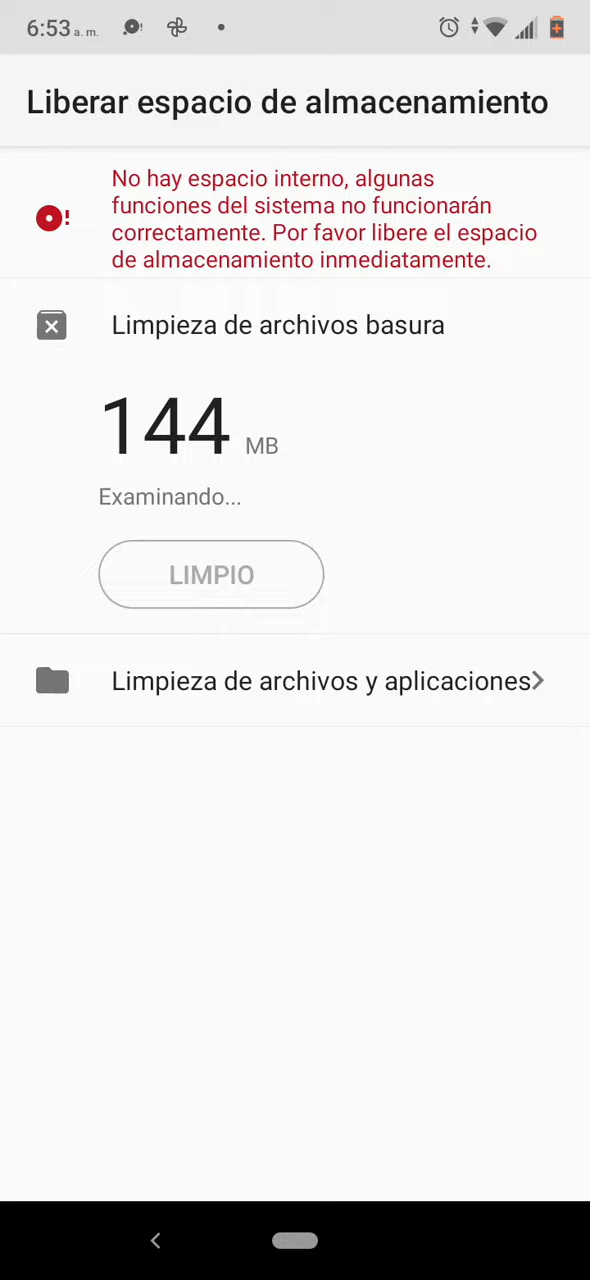 6:53 a. m.
Liberar espacio de almacenamiento
No hay espacio interno, algunas
funciones del sistema no funcionarán
correctamente. Por favor libere el espacio
de almacenamiento inmediatamente.
Limpieza de archivos basura
144 MB
Examinando...
LIMPIO
Limpieza de archivos y aplicaciones